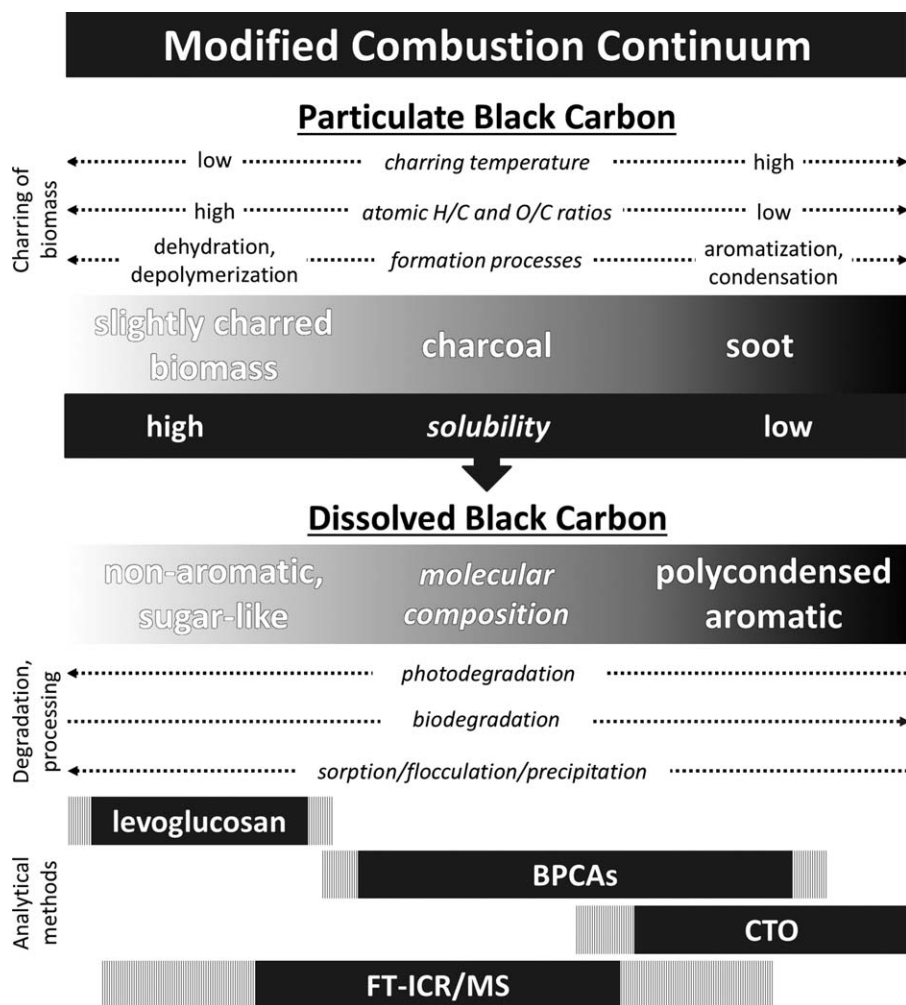 Modified Combustion Continuum
Particulate Black Carbon
Charring of
biomass
low charring temperature high
high atomic H/C and O/C ratios low
dehydration,
depolymerization formation processes aromatization,
condensation
slightly charred
biomass charcoal soot
high solubility low
Dissolved Black Carbon
non-aromatic,
sugar-like molecular
composition polycondensed
aromatic
Degradation,
processing
photodegradation
biodegradation
sorption/flocculation/precipitation
Analytical
methods
levoglucosan
BPCAs
CTO
FT-ICR/MS